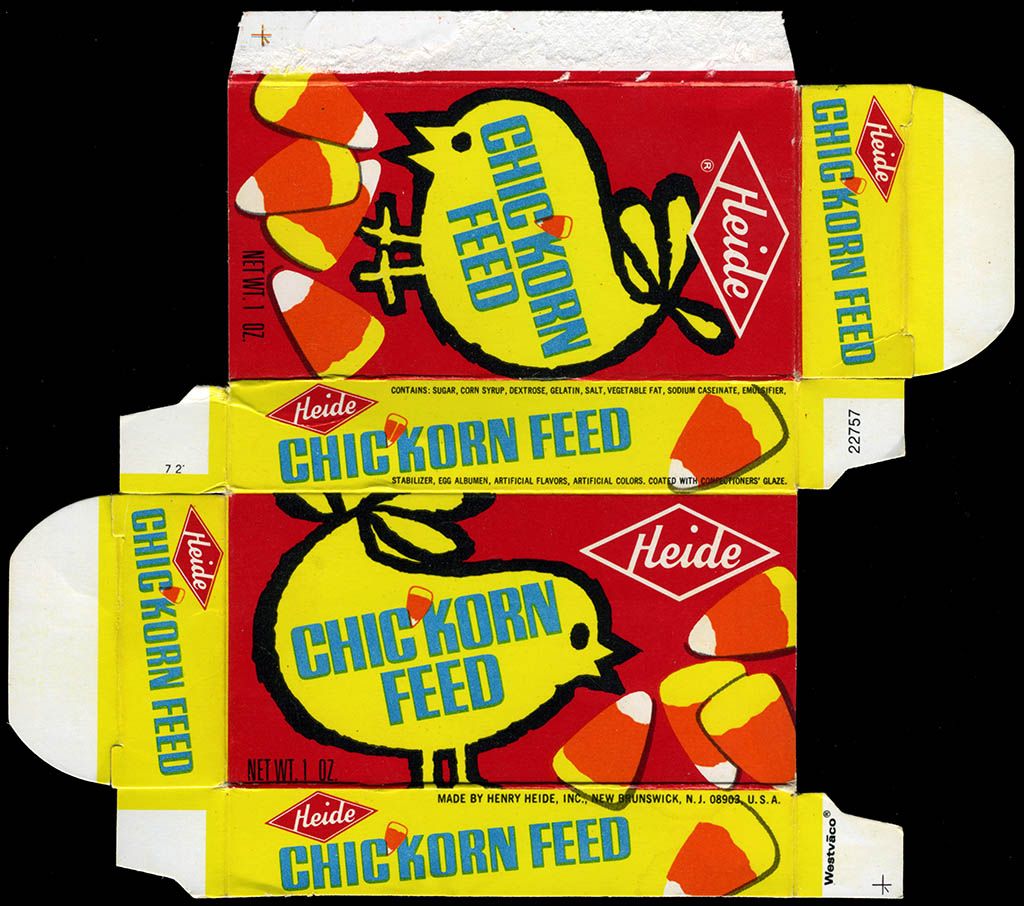 Heide
®
CHIC KORN
FEED
NET WT. 1 OZ.
Heide
CHIC KORN FEED
CONTAINS: SUGAR, CORN SYRUP, DEXTROSE, GELATIN, SALT, VEGETABLE FAT, SODIUM CASEINATE, EMULSIFIER,
Heide
CHIC KORN FEED
STABILIZER, EGG ALBUMEN, ARTIFICIAL FLAVORS, ARTIFICIAL COLORS. COATED WITH CONFECTIONERS' GLAZE.
22757
7 2
Heide
CHIC KORN FEED
Heide
CHIC KORN
FEED
NET WT. 1 OZ.
MADE BY HENRY HEIDE, INC., NEW BRUNSWICK, N. J. 08903, U. S. A.
Heide
CHIC KORN FEED
Westvāco®